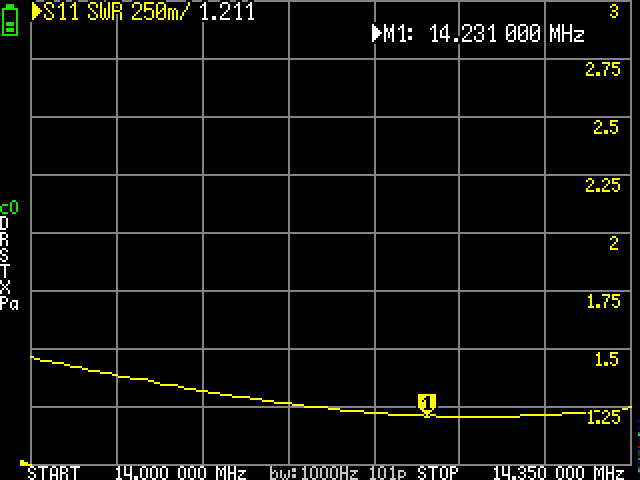 S11 SWR 250m/ 1.211
3
M1: 14.231 000 MHz
2.75
2.5
2.25
c0
D
R
S
T
X
Pa
2
1.75
1.5
1
1.25
START 14.000 000 MHz bw:1000Hz 101p STOP 14.350 000 MHz